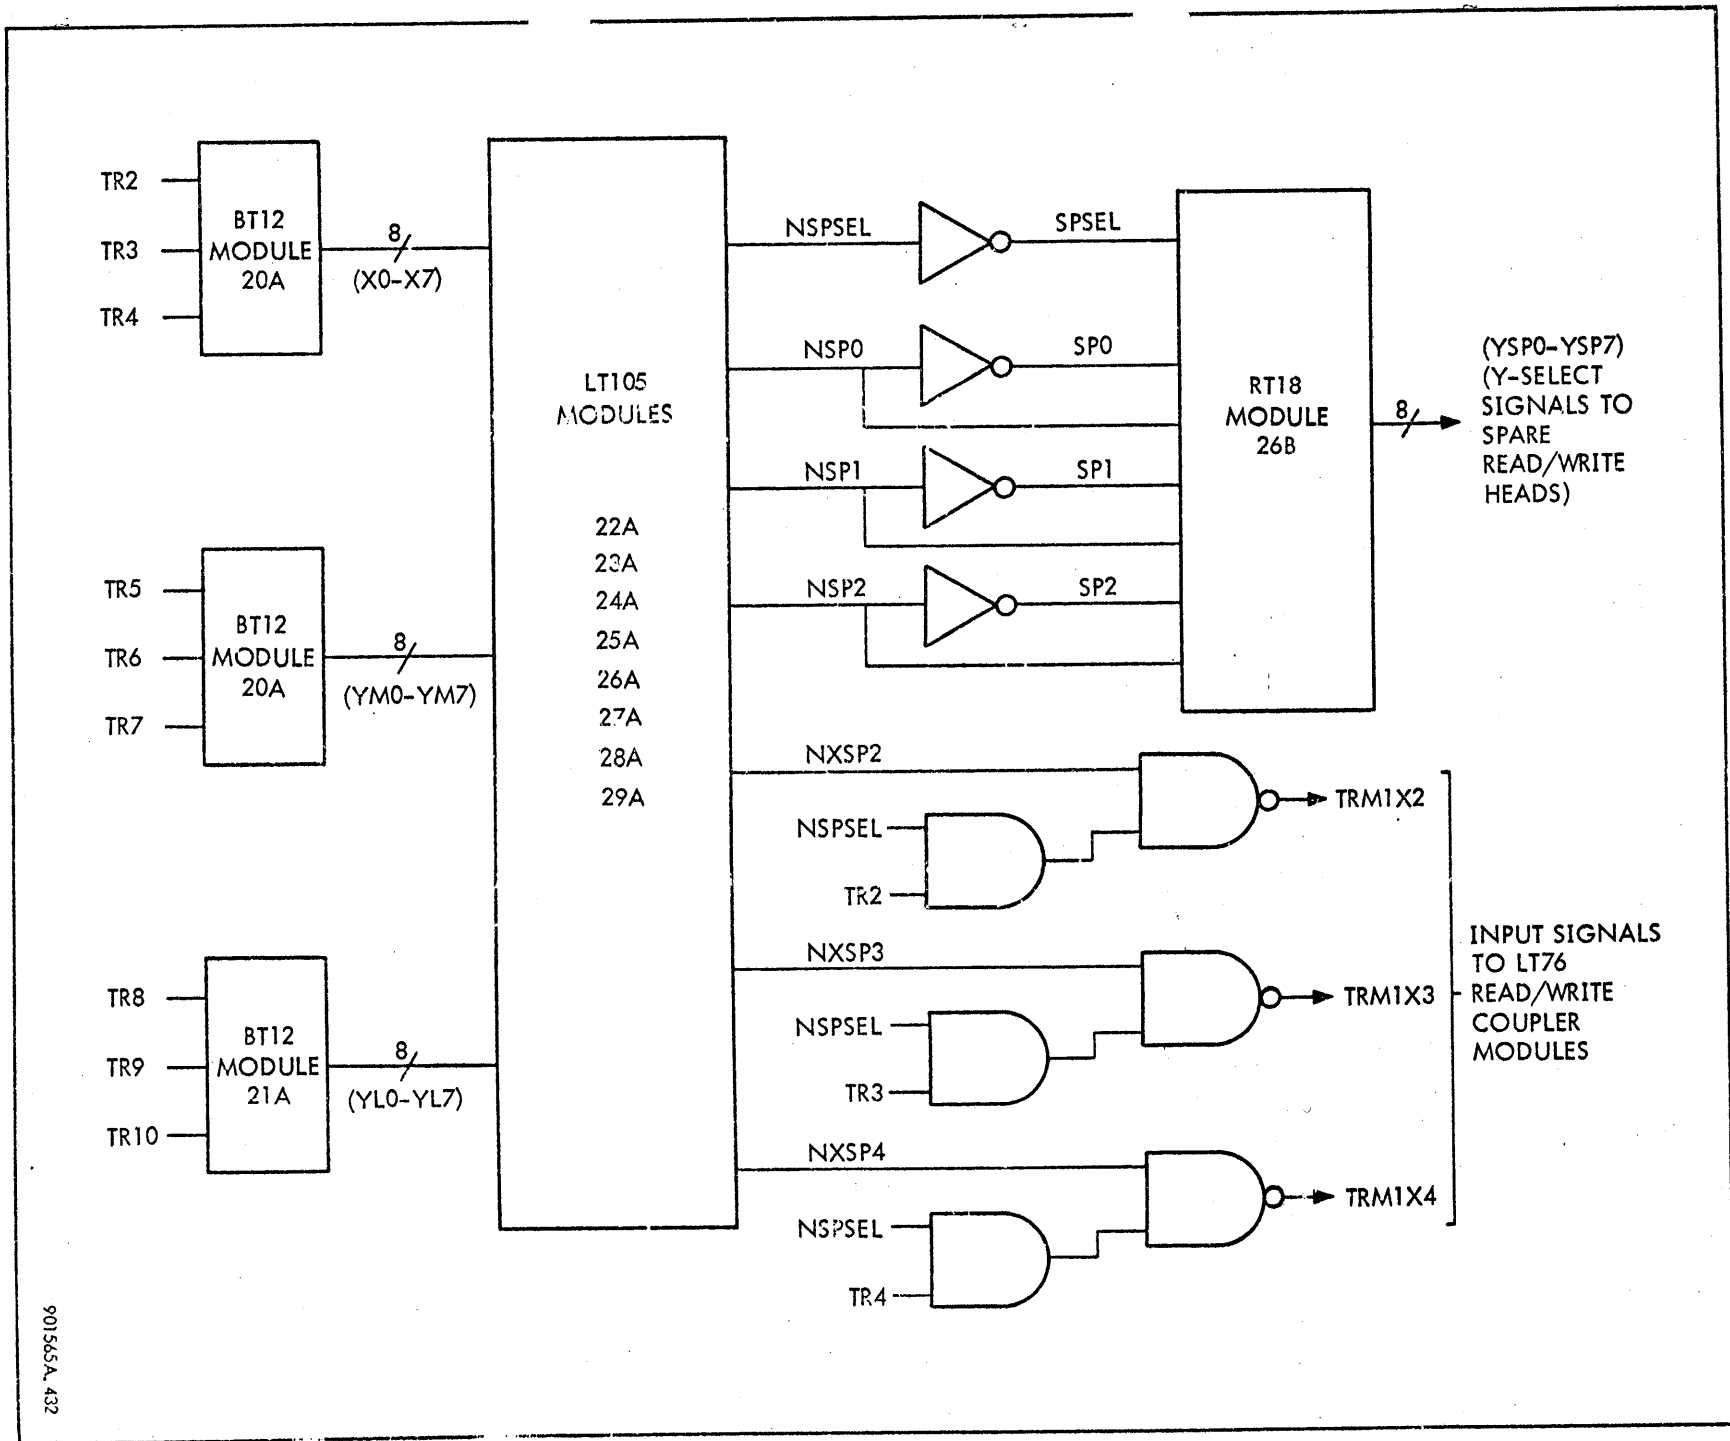 TR2
TR3
TR4
BT12
MODULE
20A
8
(X0-X7)
TR5
TR6
TR7
BT12
MODULE
20A
8
(YM0-YM7)
TR8
TR9
TR10
BT12
MODULE
21A
8
(YL0-YL7)
LT105
MODULES
22A
23A
24A
25A
26A
27A
28A
29A
NSPSEL
SPSEL
NSP0
SP0
NSP1
SP1
NSP2
SP2
RT18
MODULE
26B
8
(YSP0-YSP7)
(Y-SELECT
SIGNALS TO
SPARE
READ/WRITE
HEADS)
NXSP2
NSPSEL
TR2
TRM1X2
NXSP3
NSPSEL
TR3
TRM1X3
NXSP4
NSPSEL
TR4
TRM1X4
INPUT SIGNALS
TO LT76
READ/WRITE
COUPLER
MODULES
901565A. 432